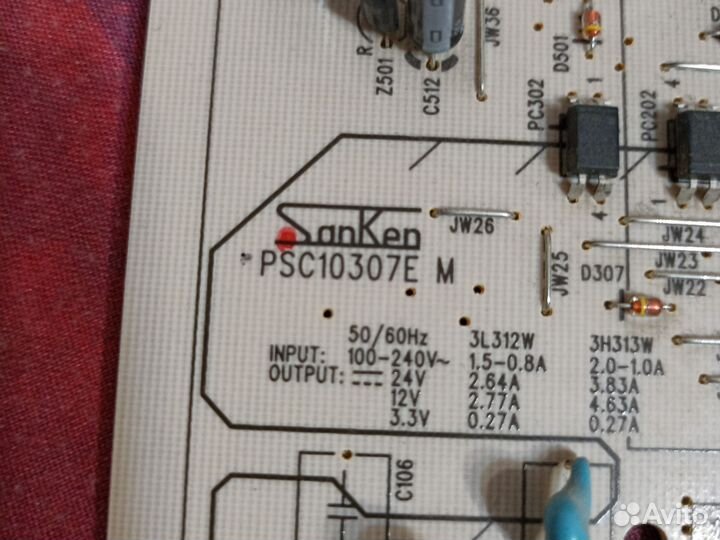 R
Z501
C512
JW36
D501
1
PC302
4
PC202
4
1
SanKen
JW26
PSC10307E M
JW25
JW24
JW23
D307
JW22
50/60Hz 3L312W 3H313W
INPUT: 100-240V~ 1.5-0.8A 2.0-1.0A
OUTPUT: 24V 2.64A 3.83A
12V 2.77A 4.63A
3.3V 0.27A 0.27A
C106
Avito